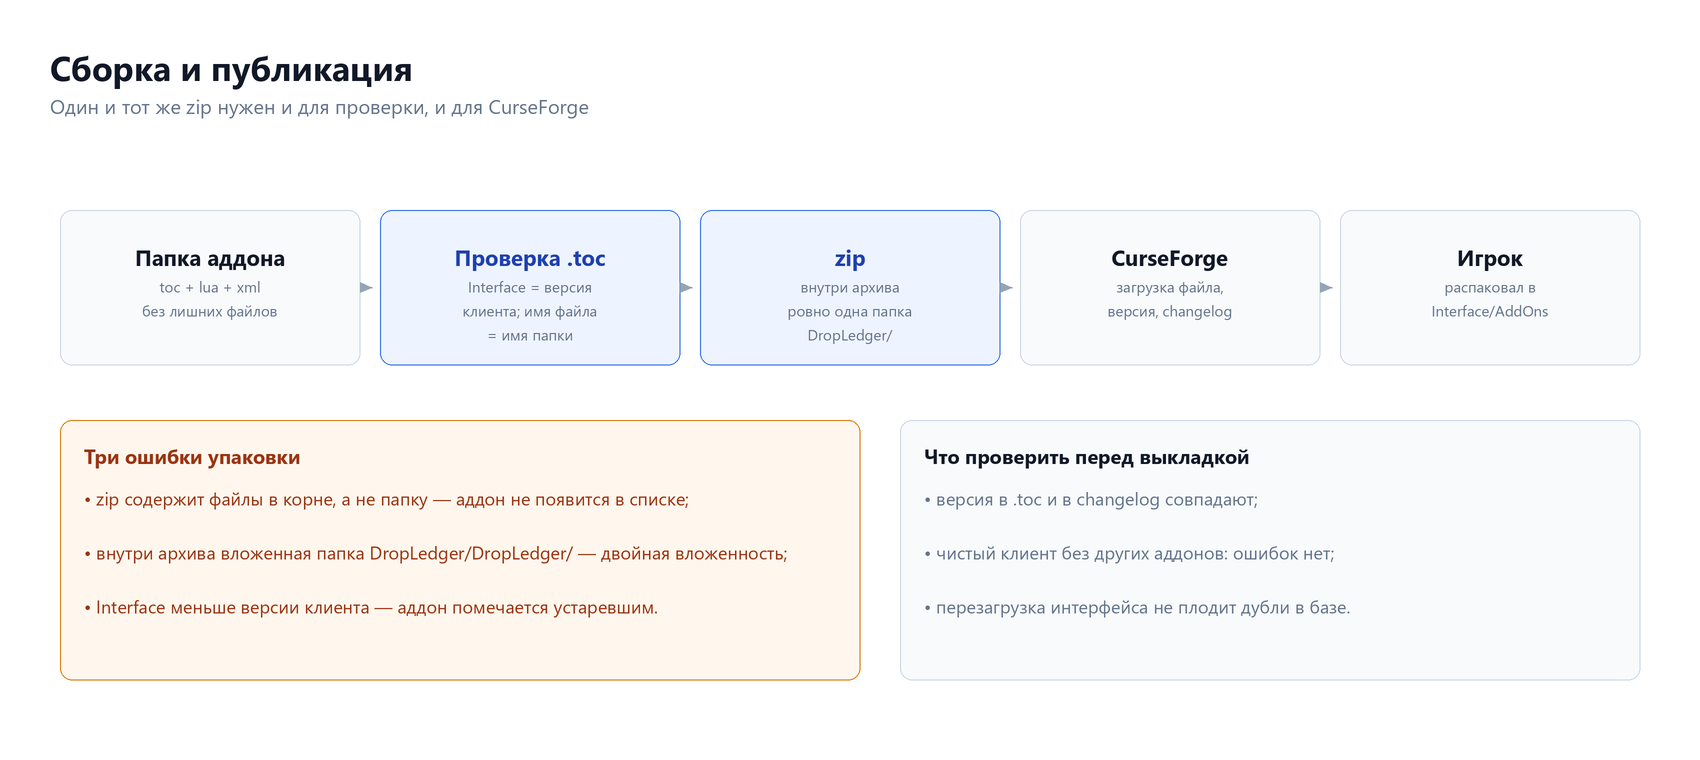 Сборка и публикация
Один и тот же zip нужен и для проверки, и для CurseForge
Папка аддона
toc + lua + xml
без лишних файлов
Проверка .toc
Interface = версия
клиента; имя файла
= имя папки
zip
внутри архива
ровно одна папка
DropLedger/
CurseForge
загрузка файла,
версия, changelog
Игрок
распаковал в
Interface/AddOns
Три ошибки упаковки
• zip содержит файлы в корне, а не папку — аддон не появится в списке;
• внутри архива вложенная папка DropLedger/DropLedger/ — двойная вложенность;
• Interface меньше версии клиента — аддон помечается устаревшим.
Что проверить перед выкладкой
• версия в .toc и в changelog совпадают;
• чистый клиент без других аддонов: ошибок нет;
• перезагрузка интерфейса не плодит дубли в базе.